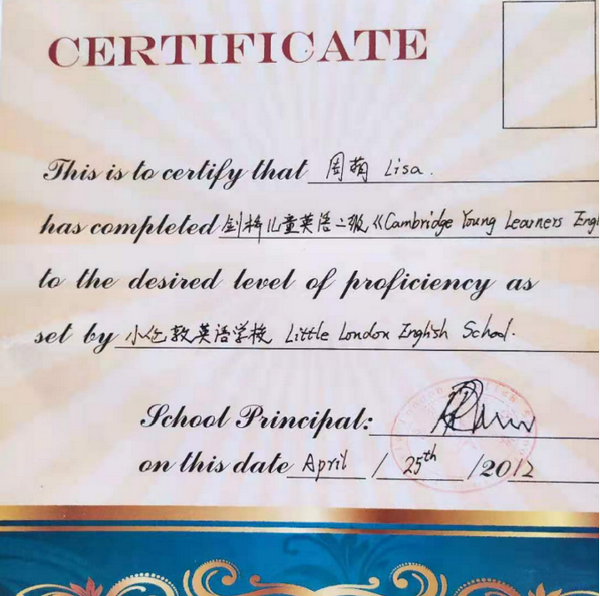 CERTIFICATE
This is to certify that 周萌 Lisa.
has completed 剑桥儿童英语二级《Cambridge Young Learners Engl
to the desired level of proficiency as
set by 小伦敦英语学校 Little London English School.
School Principal:
on this date April / 25th / 2012